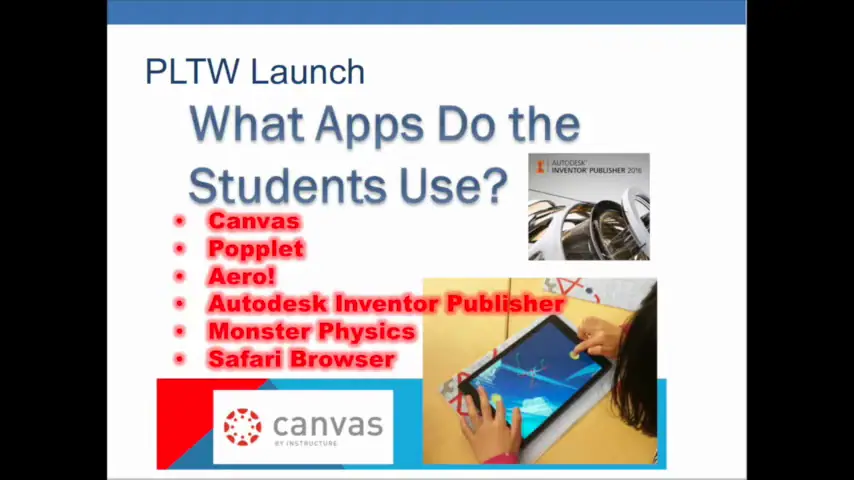 PLTW Launch
What Apps Do the
Students Use?
AUTODESK
INVENTOR PUBLISHER 2016
• Canvas
• Popplet
• Aero!
• Autodesk Inventor Publisher
• Monster Physics
• Safari Browser
canvas
BY INSTRUCTURE